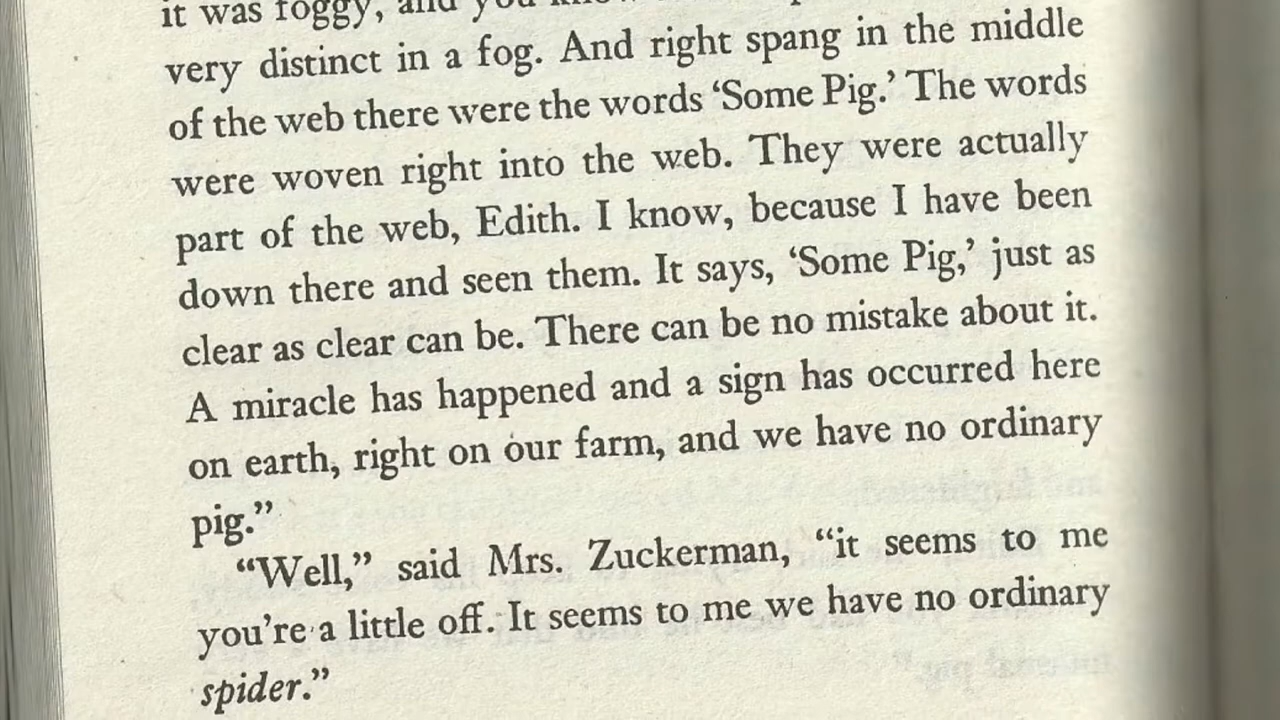 it was foggy, and you
very distinct in a fog. And right spang in the middle
of the web there were the words ‘Some Pig.’ The words
were woven right into the web. They were actually
part of the web, Edith. I know, because I have been
down there and seen them. It says, ‘Some Pig,’ just as
clear as clear can be. There can be no mistake about it.
A miracle has happened and a sign has occurred here
on earth, right on our farm, and we have no ordinary
pig.”
“Well,” said Mrs. Zuckerman, “it seems to me
you’re a little off. It seems to me we have no ordinary
spider.”